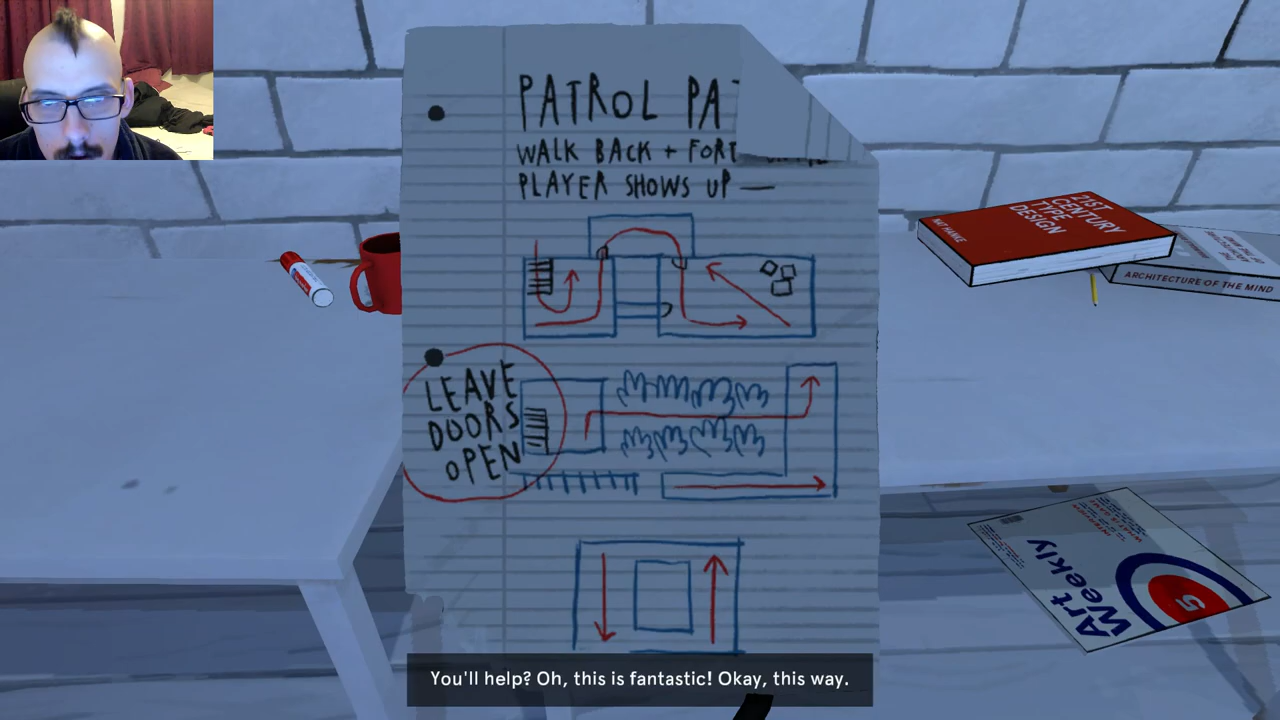 PATROL PA
WALK BACK + FOR
PLAYER SHOWS UP —
LEAVE
DOORS
OPEN
21ST
CENTURY
TYPE
DESIGN
ARCHITECTURE OF THE MIND
Art
Weekly
5
You'll help? Oh, this is fantastic! Okay, this way.